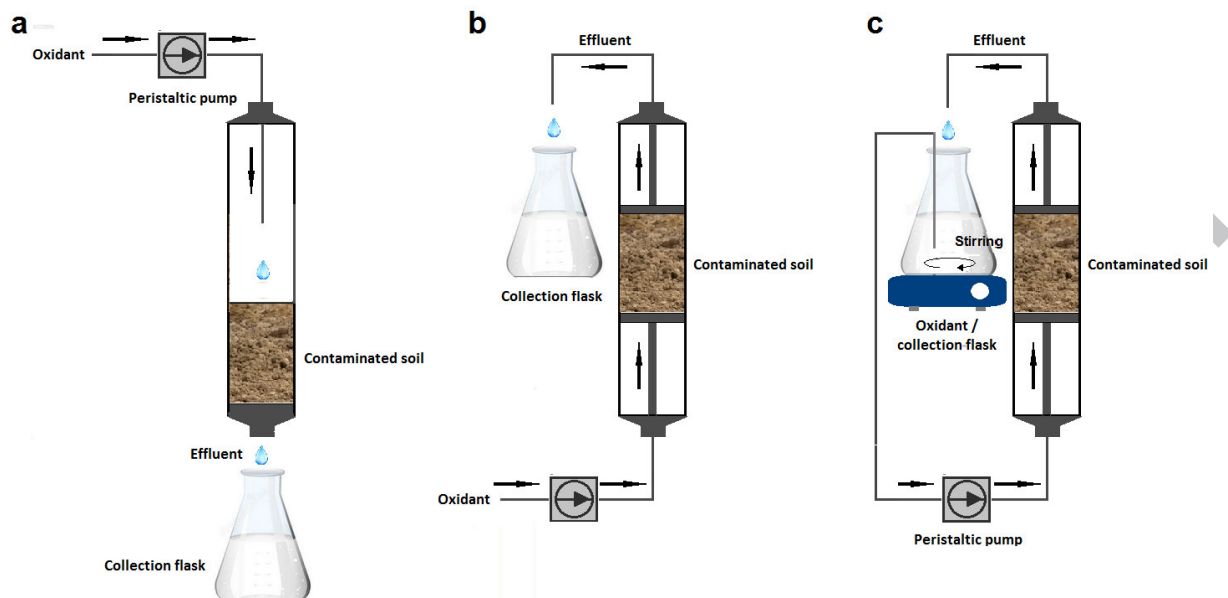 a
Oxidant
Peristaltic pump
Contaminated soil
Effluent
Collection flask
b
Effluent
Collection flask
Contaminated soil
Oxidant
c
Effluent
Stirring
Contaminated soil
Oxidant /
collection flask
Peristaltic pump